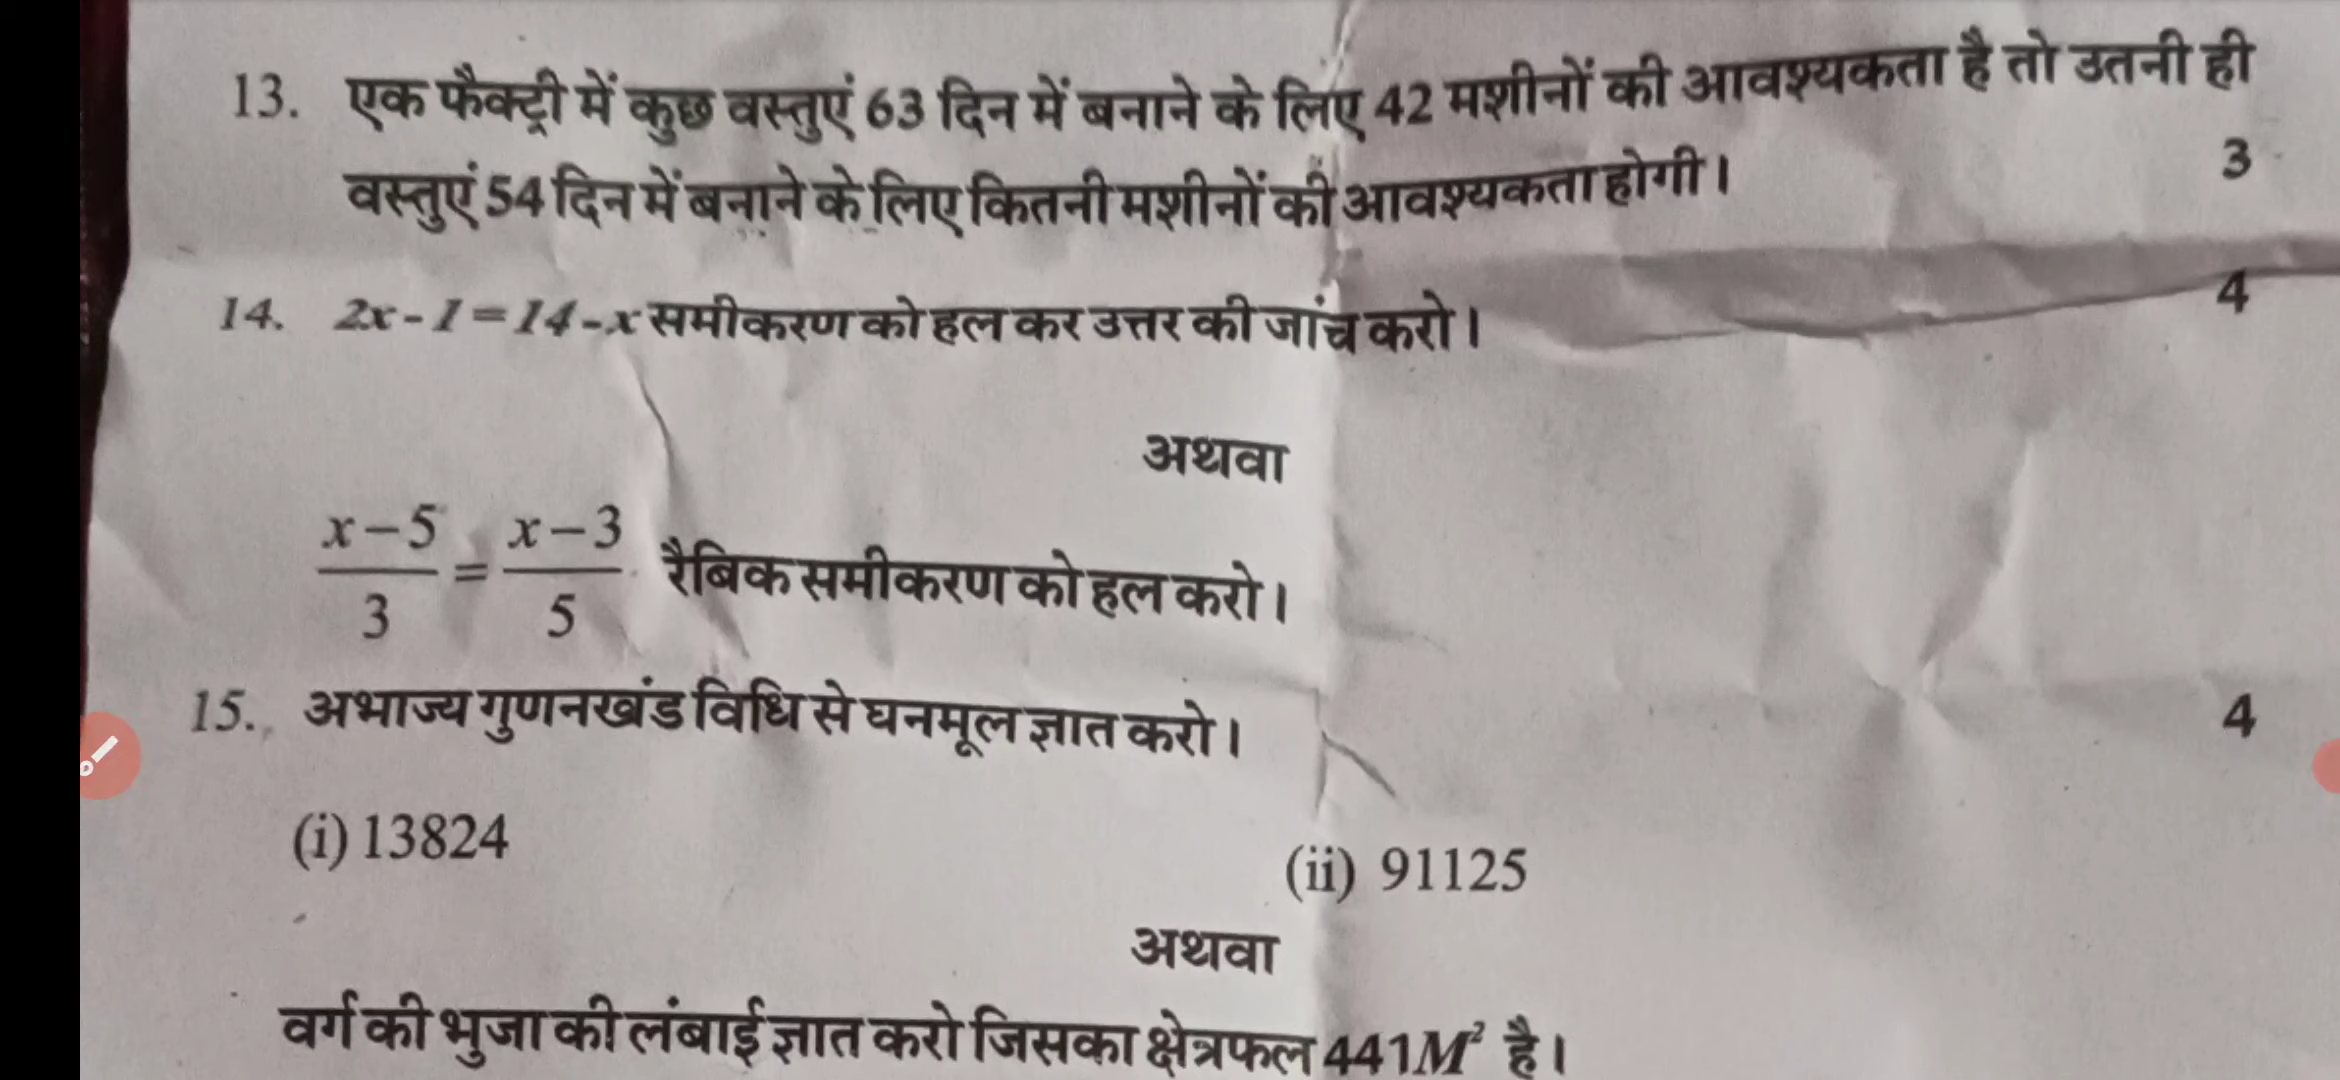 13. एक फैक्ट्री में कुछ वस्तुएं 63 दिन में बनाने के लिए 42 मशीनों की आवश्यकता है तो उतनी ही
वस्तुएं 54 दिन में बनाने के लिए कितनी मशीनों की आवश्यकता होगी। 3
14. 2x - 1 = 14 - x समीकरण को हल कर उत्तर की जांच करो। 4
अथवा
x-5/3 = x-3/5 रैबिक समीकरण को हल करो।
15. अभाज्य गुणनखंड विधि से घनमूल ज्ञात करो। 4
(i) 13824 (ii) 91125
अथवा
वर्ग की भुजा की लंबाई ज्ञात करो जिसका क्षेत्रफल 441M² है।